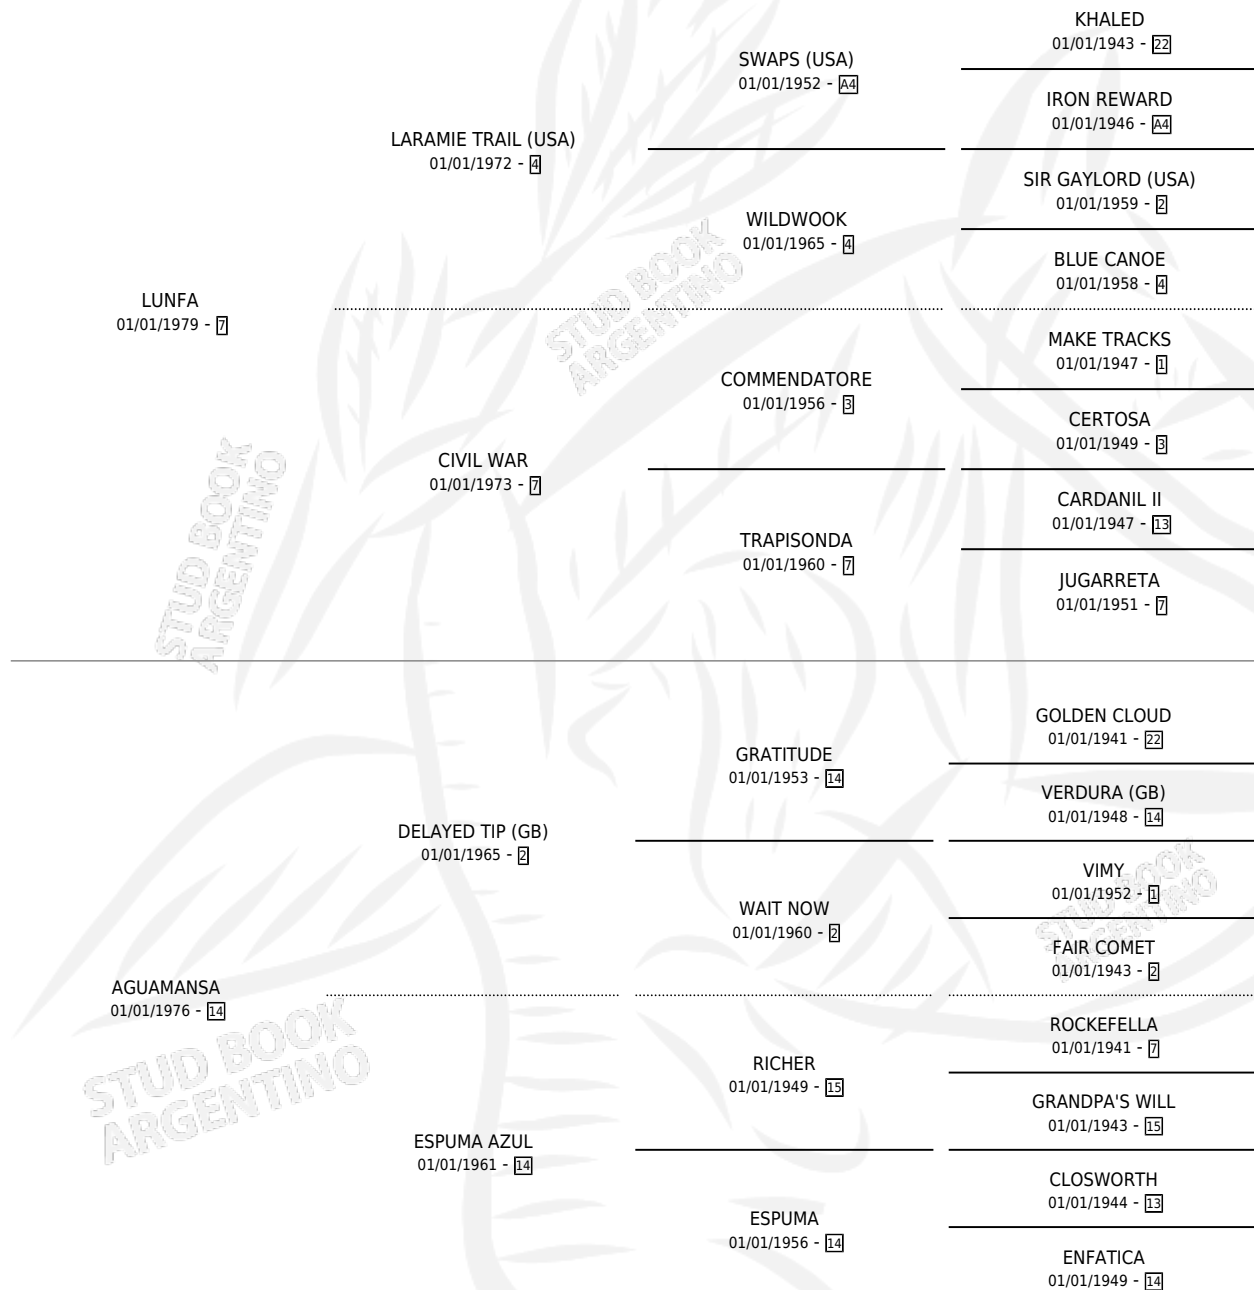 KHALED
01/01/1943 - 22
SWAPS (USA)
01/01/1952 - A4
IRON REWARD
01/01/1946 - A4
LARAMIE TRAIL (USA)
01/01/1972 - 4
SIR GAYLORD (USA)
01/01/1959 - 2
WILDWOOK
01/01/1965 - 4
BLUE CANOE
01/01/1958 - 4
LUNFA
01/01/1979 - 7
STUD BOOK
ARGENTINO
MAKE TRACKS
01/01/1947 - 1
COMMENDATORE
01/01/1956 - 3
CERTOSA
01/01/1949 - 3
CIVIL WAR
01/01/1973 - 7
CARDANIL II
01/01/1947 - 13
TRAPISONDA
01/01/1960 - 7
JUGARRETA
01/01/1951 - 7
STUD BOOK
ARGENTINO
GOLDEN CLOUD
01/01/1941 - 22
GRATITUDE
01/01/1953 - 14
VERDURA (GB)
01/01/1948 - 14
DELAYED TIP (GB)
01/01/1965 - 2
VIMY
01/01/1952 - 1
WAIT NOW
01/01/1960 - 2
FAIR COMET
01/01/1943 - 2
STUD BOOK
ARGENTINO
AGUAMANSA
01/01/1976 - 14
ROCKEFELLA
01/01/1941 - 7
RICHER
01/01/1949 - 15
GRANDPA'S WILL
01/01/1943 - 15
STUD BOOK
ARGENTINO
ESPUMA AZUL
01/01/1961 - 14
CLOSWORTH
01/01/1944 - 13
ESPUMA
01/01/1956 - 14
ENFATICA
01/01/1949 - 14